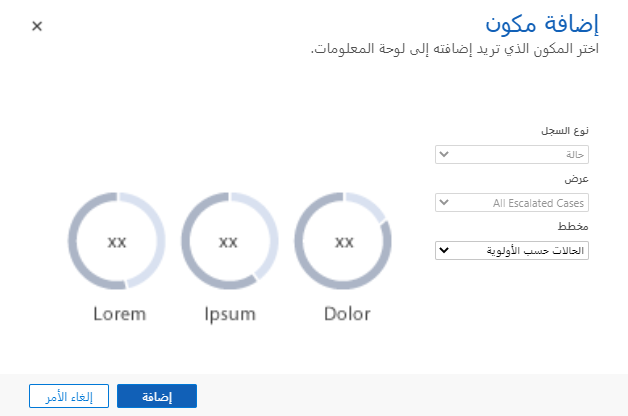 إضافة مكون
اختر المكون الذي تريد إضافته إلى لوحة المعلومات.
نوع السجل
حالة
عرض
All Escalated Cases
مخطط
الحالات حسب الأولوية
xx xx xx
Lorem Ipsum Dolor
إضافة
إلغاء الأمر